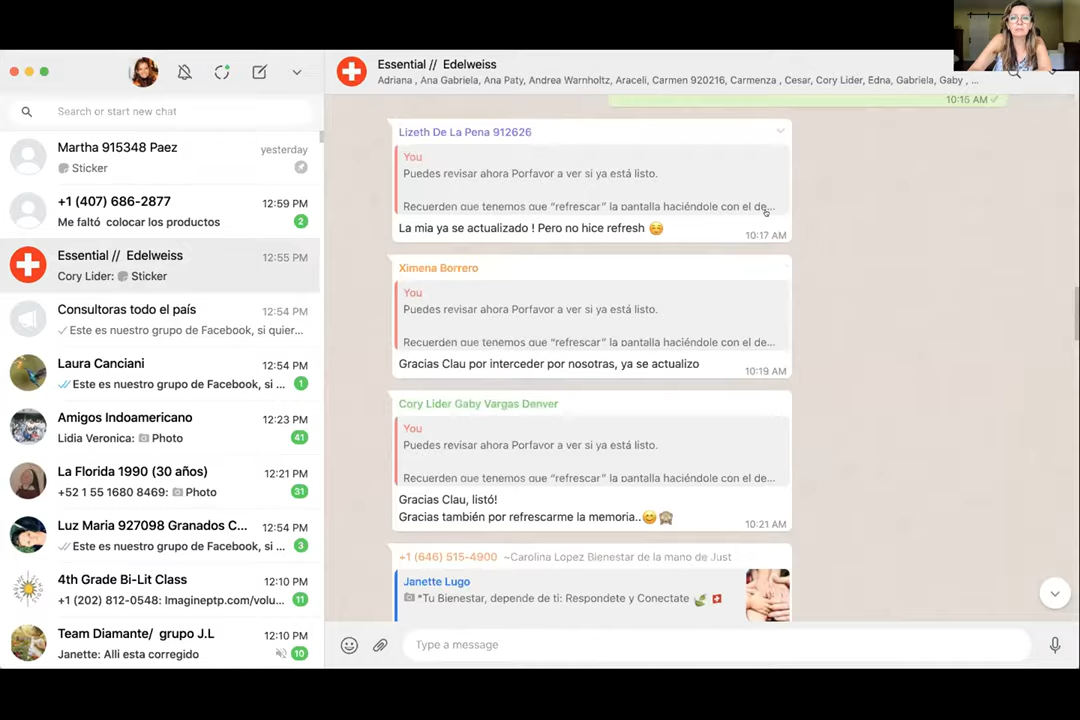 Search or start new chat
Martha 915348 Paez
yesterday
Sticker
+1 (407) 686-2877
12:59 PM
Me faltó colocar los productos
2
Essential // Edelweiss
12:55 PM
Cory Lider: Sticker
Consultoras todo el país
12:54 PM
Este es nuestro grupo de Facebook, si quier...
Laura Canciani
12:54 PM
Este es nuestro grupo de Facebook, si ...
1
Amigos Indoamericano
12:23 PM
Lidia Veronica: Photo
41
La Florida 1990 (30 años)
12:21 PM
+52 1 55 1680 8469: Photo
31
Luz Maria 927098 Granados C...
12:54 PM
Este es nuestro grupo de Facebook, si ...
3
4th Grade Bi-Lit Class
12:10 PM
+1 (202) 812-0548: Imagineptp.com/volu...
11
Team Diamante/ grupo J.L
12:10 PM
Janette: Alli esta corregido
10
Essential // Edelweiss
Adriana , Ana Gabriela, Ana Paty, Andrea Warnholtz, Araceli, Carmen 920216, Carmenza , Cesar, Cory Lider, Edna, Gabriela, Gaby , ...
10:15 AM
Lizeth De La Pena 912626
You
Puedes revisar ahora Porfavor a ver si ya está listo.
Recuerden que tenemos que “refrescar” la pantalla haciéndole con el de...
La mia ya se actualizado ! Pero no hice refresh ☺️
10:17 AM
Ximena Borrero
You
Puedes revisar ahora Porfavor a ver si ya está listo.
Recuerden que tenemos que “refrescar” la pantalla haciéndole con el de...
Gracias Clau por interceder por nosotras, ya se actualizo
10:19 AM
Cory Lider Gaby Vargas Denver
You
Puedes revisar ahora Porfavor a ver si ya está listo.
Recuerden que tenemos que “refrescar” la pantalla haciéndole con el de...
Gracias Clau, listó!
Gracias también por refrescarme la memoria..😊🙈
10:21 AM
+1 (646) 515-4900 ~Carolina Lopez Bienestar de la mano de Just
Janette Lugo
*Tu Bienestar, depende de ti: Respondete y Conectate 🌿 🇨🇭
Type a message